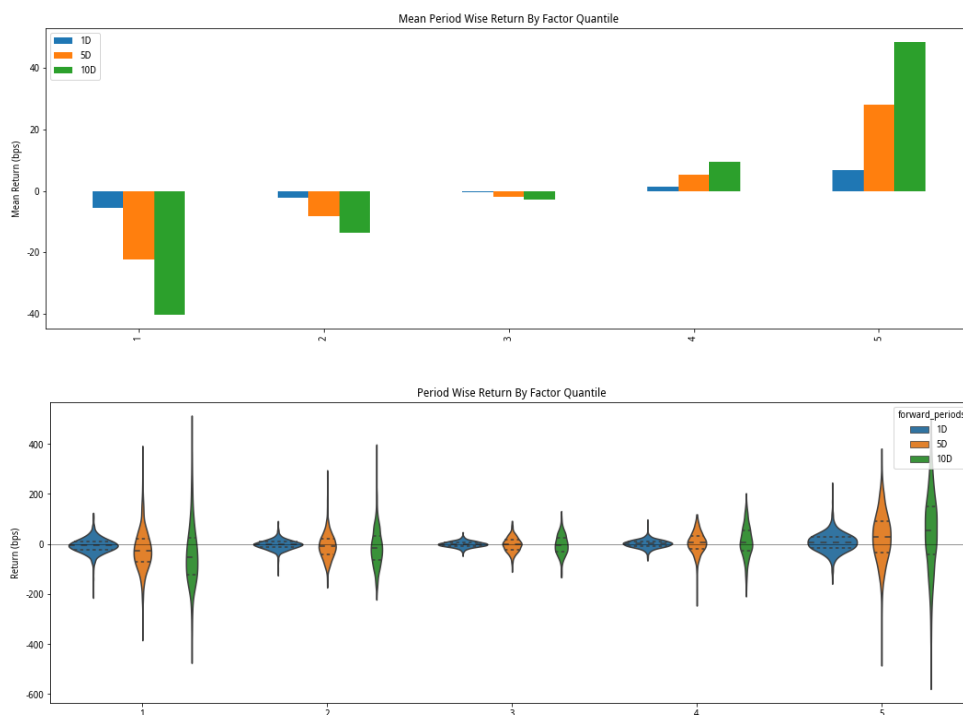 Mean Period Wise Return By Factor Quantile
1D
5D
10D
Mean Return (bps)
40
20
0
-20
-40
1
2
3
4
5
Period Wise Return By Factor Quantile
forward_periods
1D
5D
10D
Return (bps)
400
200
0
-200
-400
-600
1
2
3
4
5